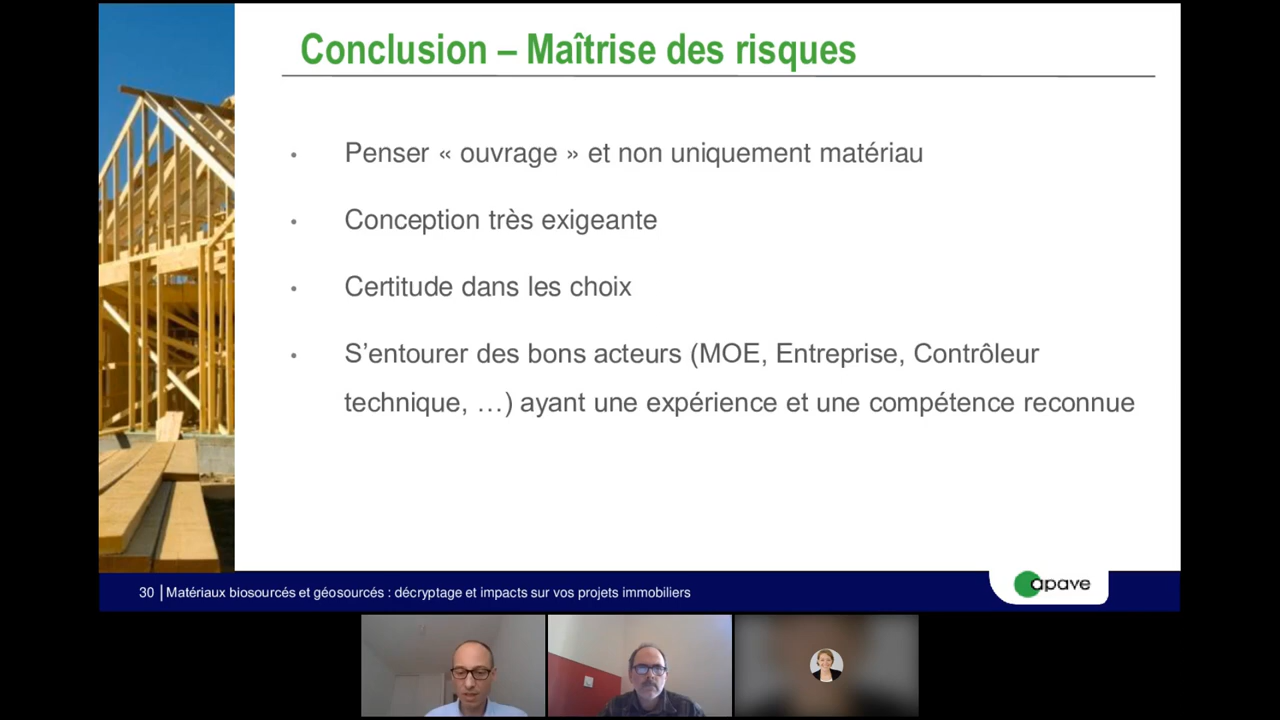 Conclusion – Maîtrise des risques
• Penser « ouvrage » et non uniquement matériau
• Conception très exigeante
• Certitude dans les choix
• S’entourer des bons acteurs (MOE, Entreprise, Contrôleur
technique, …) ayant une expérience et une compétence reconnue
30 | Matériaux biosourcés et géosourcés : décryptage et impacts sur vos projets immobiliers
apave